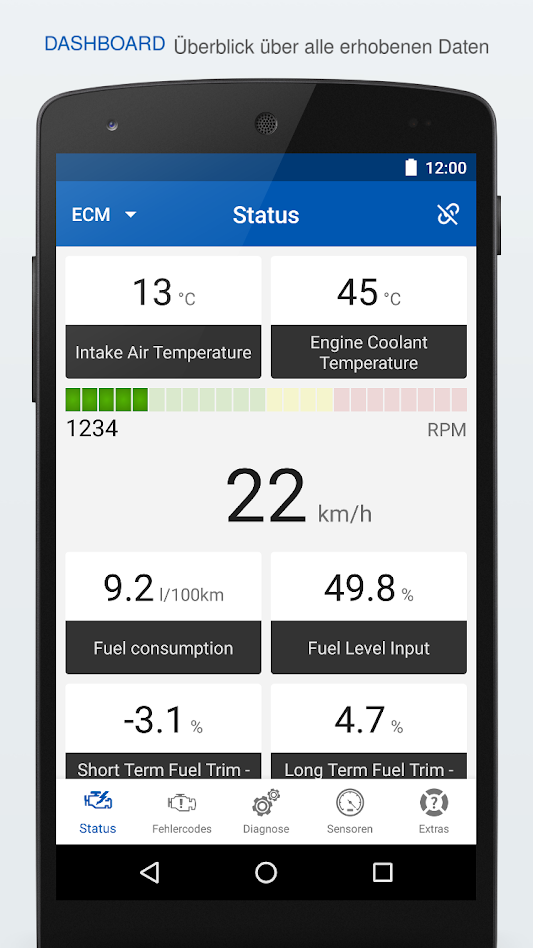 DASHBOARD Überblick über alle erhobenen Daten
12:00
ECM Status
13 °C
45 °C
Intake Air Temperature
Engine Coolant
Temperature
1234 RPM
22 km/h
9.2 l/100km
49.8 %
Fuel consumption
Fuel Level Input
-3.1 %
4.7 %
Short Term Fuel Trim -
Long Term Fuel Trim -
Status Fehlercodes Diagnose Sensoren Extras